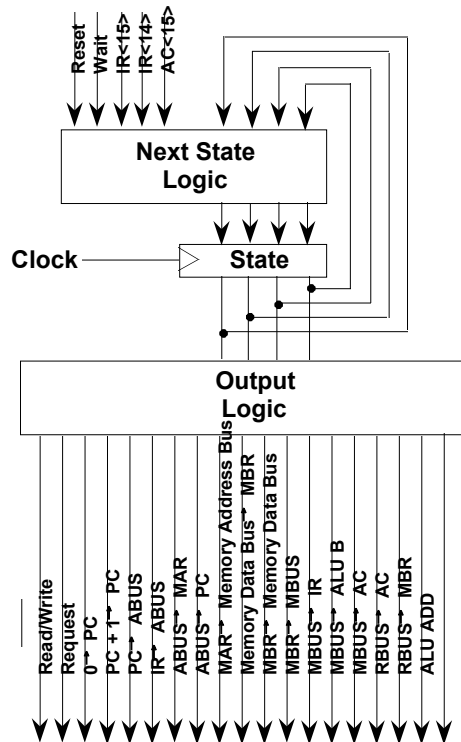 Reset
Wait
IR<15>
IR<14>
AC<15>
Next State
Logic
Clock
State
Output
Logic
Read/Write
Request
0→ PC
PC + 1→ PC
PC→ ABUS
IR→ ABUS
ABUS→ MAR
ABUS→ PC
MAR→ Memory Address Bus
Memory Data Bus→ MBR
MBR→ Memory Data Bus
MBR→ MBUS
MBUS→ IR
MBUS→ ALU B
MBUS→ AC
RBUS→ AC
RBUS→ MBR
ALU ADD